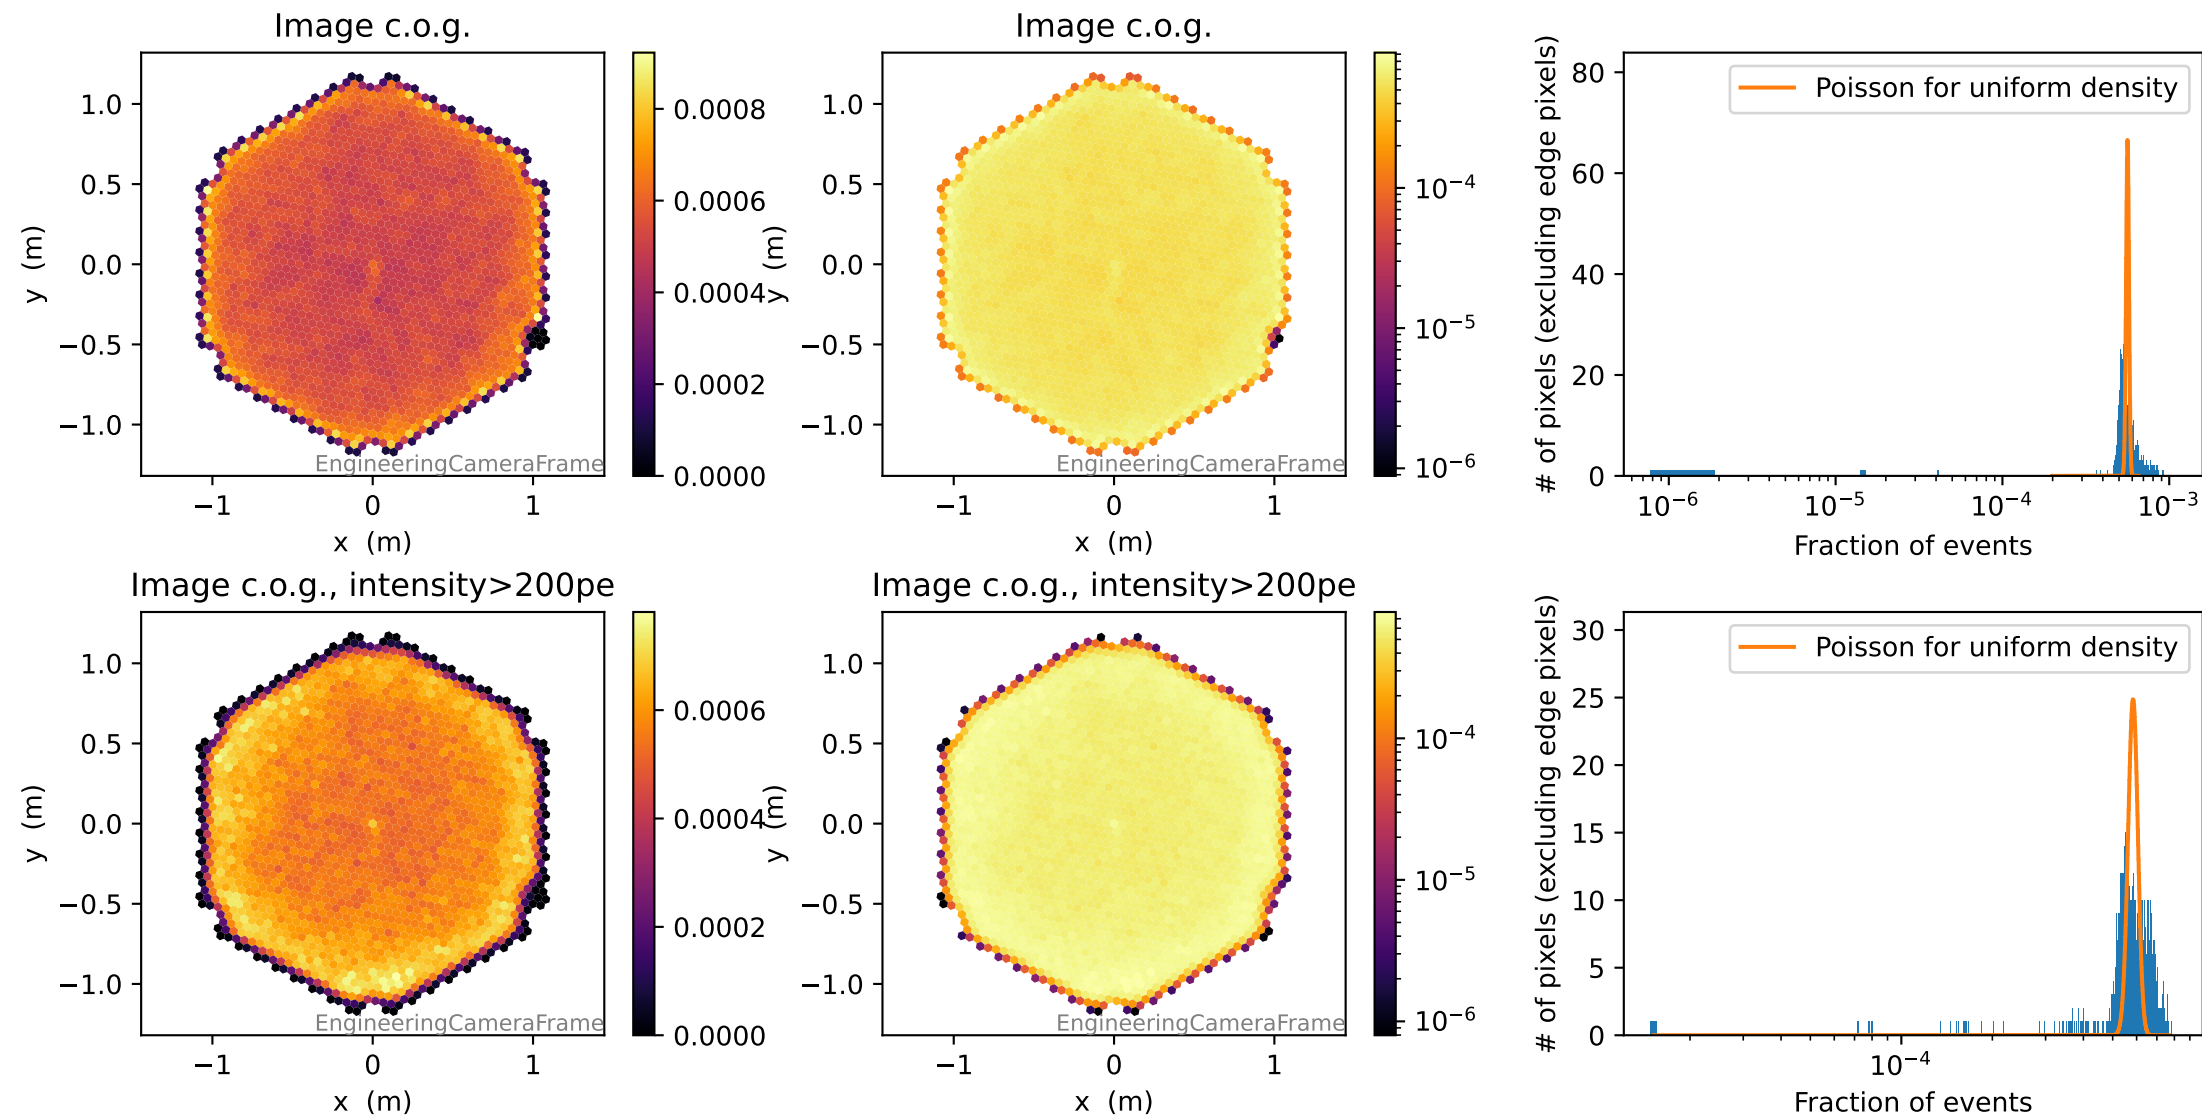 Image c.o.g.
1.0
0.5
0.0
−0.5
−1.0
y (m)
−1 0 1
x (m)
EngineeringCameraFrame
0.0008
0.0006
0.0004
0.0002
0.0000
Image c.o.g.
1.0
0.5
0.0
−0.5
−1.0
y (m)
−1 0 1
x (m)
EngineeringCameraFrame
10⁻⁴
10⁻⁵
10⁻⁶
Poisson for uniform density
80
60
40
20
0
# of pixels (excluding edge pixels)
10⁻⁶ 10⁻⁵ 10⁻⁴ 10⁻³
Fraction of events
Image c.o.g., intensity>200pe
1.0
0.5
0.0
−0.5
−1.0
y (m)
−1 0 1
x (m)
EngineeringCameraFrame
0.0006
0.0004
0.0002
0.0000
Image c.o.g., intensity>200pe
1.0
0.5
0.0
−0.5
−1.0
y (m)
−1 0 1
x (m)
EngineeringCameraFrame
10⁻⁴
10⁻⁵
10⁻⁶
Poisson for uniform density
30
25
20
15
10
5
0
# of pixels (excluding edge pixels)
10⁻⁴
Fraction of events